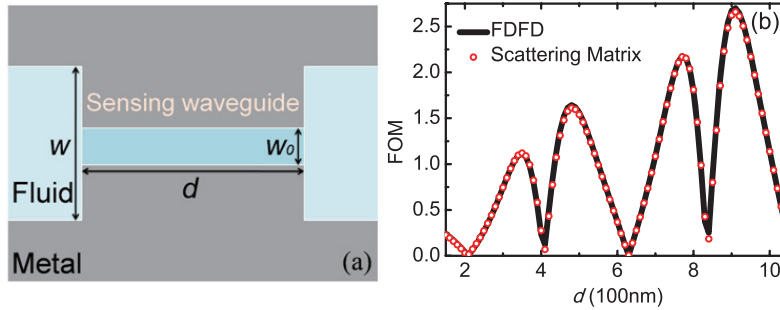 Sensing waveguide
w
w₀
d
Fluid
Metal
(a)
(b)
FDFD
Scattering Matrix
FOM
2.5
2.0
1.5
1.0
0.5
0.0
2 4 6 8 10
d (100nm)